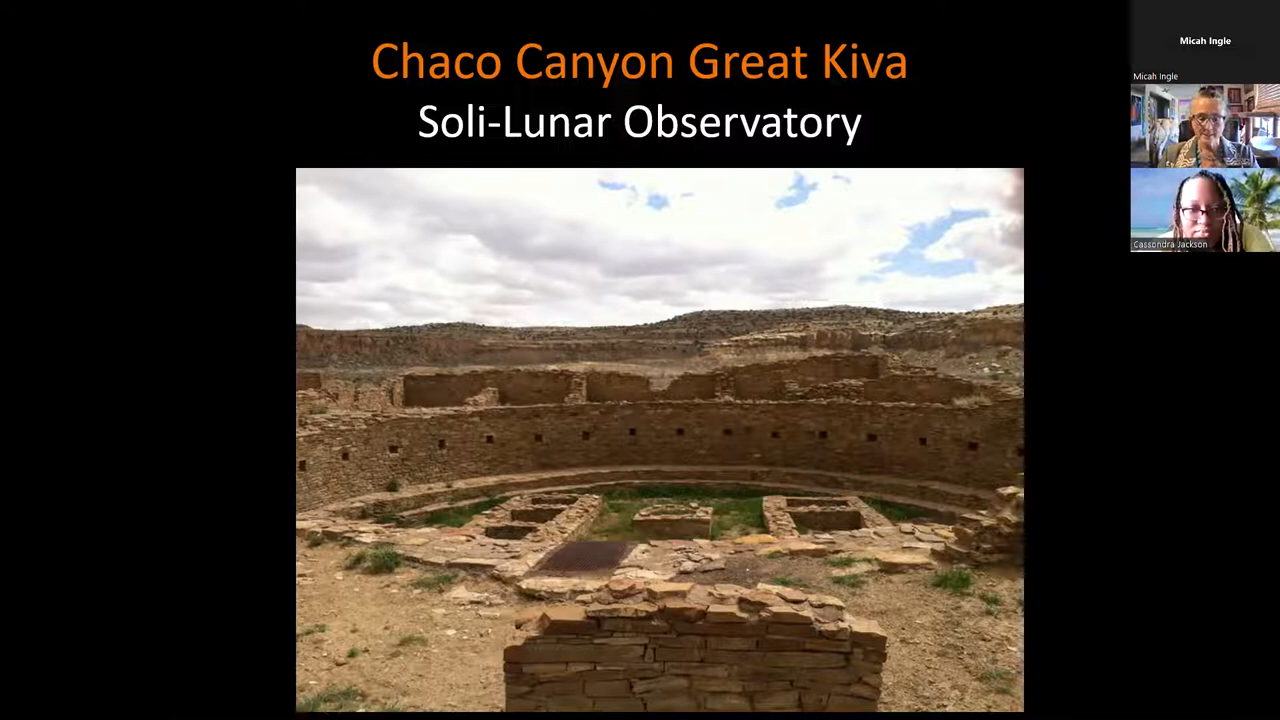 Chaco Canyon Great Kiva
Soli-Lunar Observatory
Micah Ingle
Micah Ingle
Cassondra Jackson